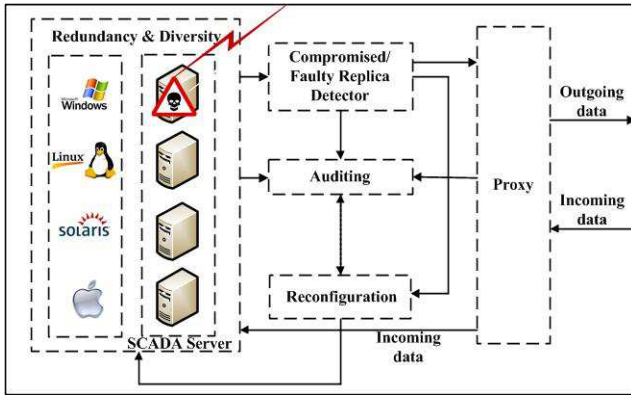 Redundancy & Diversity
Microsoft
Windows
Linux
solaris
SCADA Server
Compromised/
Faulty Replica
Detector
Auditing
Reconfiguration
Incoming
data
Proxy
Outgoing
data
Incoming
data